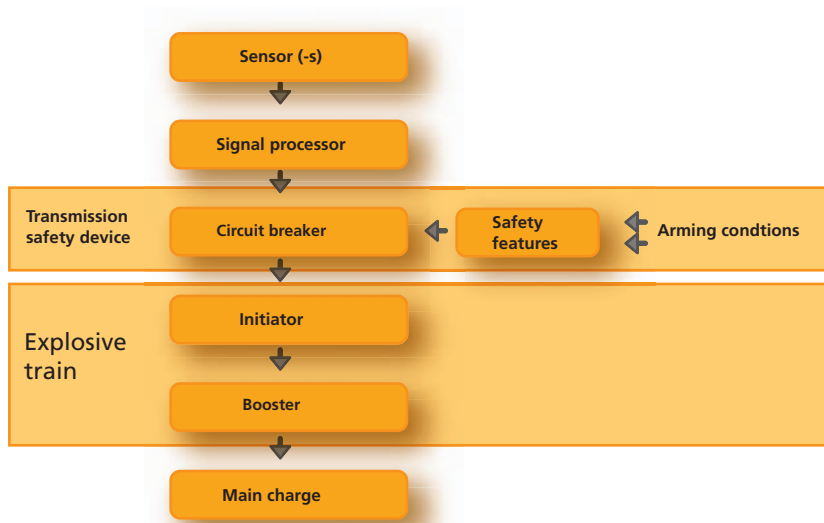 Sensor (-s)
Signal processor
Transmission
safety device
Circuit breaker
Safety
features
Arming condtions
Explosive
train
Initiator
Booster
Main charge